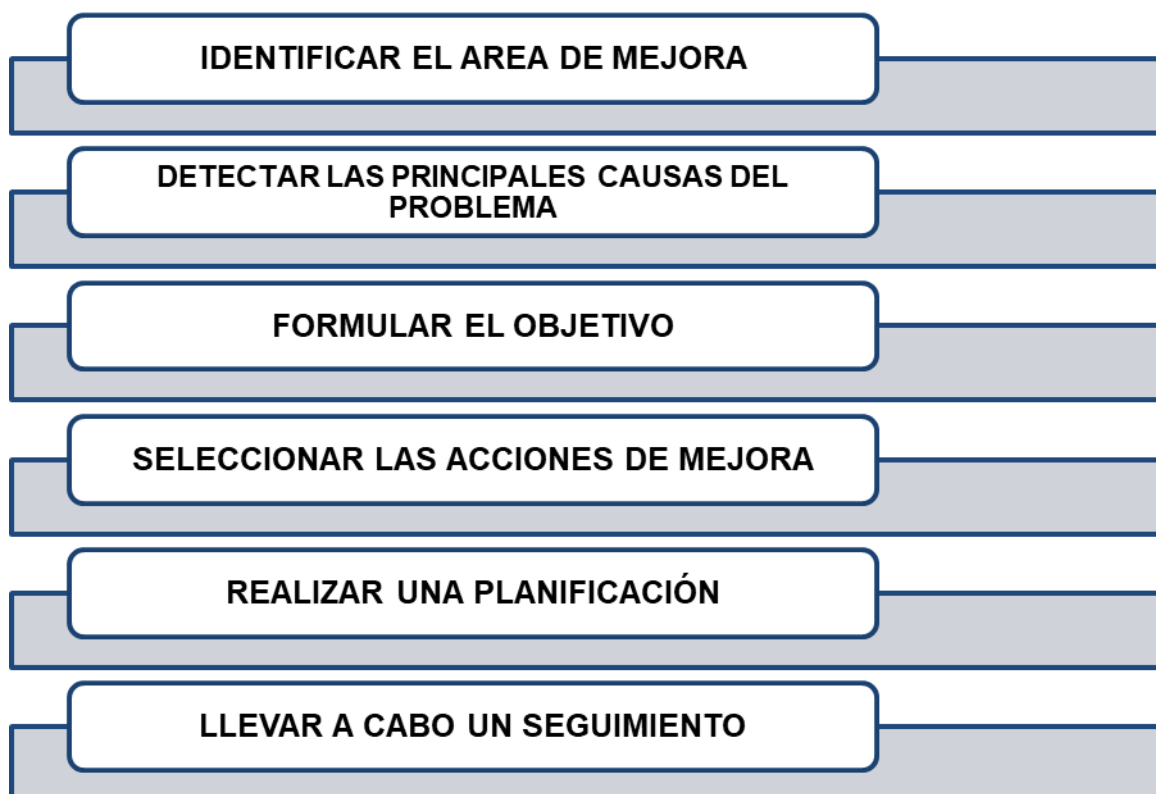 IDENTIFICAR EL AREA DE MEJORA
DETECTAR LAS PRINCIPALES CAUSAS DEL
PROBLEMA
FORMULAR EL OBJETIVO
SELECCIONAR LAS ACCIONES DE MEJORA
REALIZAR UNA PLANIFICACIÓN
LLEVAR A CABO UN SEGUIMIENTO